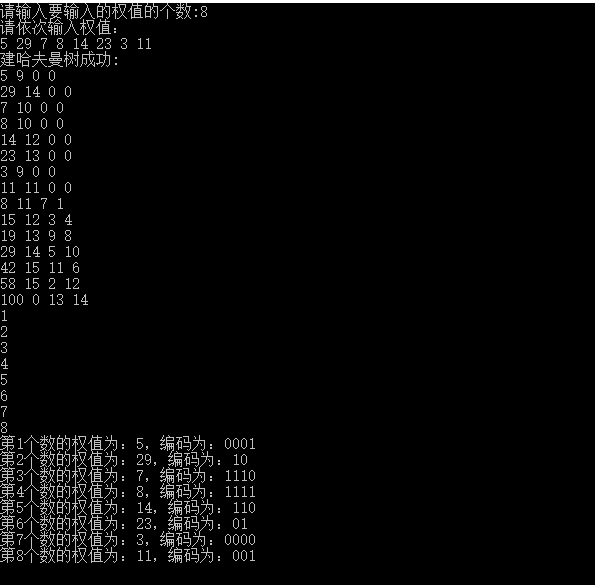 请输入要输入的权值的个数:8
请依次输入权值：
5 29 7 8 14 23 3 11
建哈夫曼树成功:
5 9 0 0
29 14 0 0
7 10 0 0
8 10 0 0
14 12 0 0
23 13 0 0
3 9 0 0
11 11 0 0
8 11 7 1
15 12 3 4
19 13 9 8
29 14 5 10
42 15 11 6
58 15 2 12
100 0 13 14
1
2
3
4
5
6
7
8
第1个数的权值为：5，编码为：0001
第2个数的权值为：29，编码为：10
第3个数的权值为：7，编码为：1110
第4个数的权值为：8，编码为：1111
第5个数的权值为：14，编码为：110
第6个数的权值为：23，编码为：01
第7个数的权值为：3，编码为：0000
第8个数的权值为：11，编码为：001